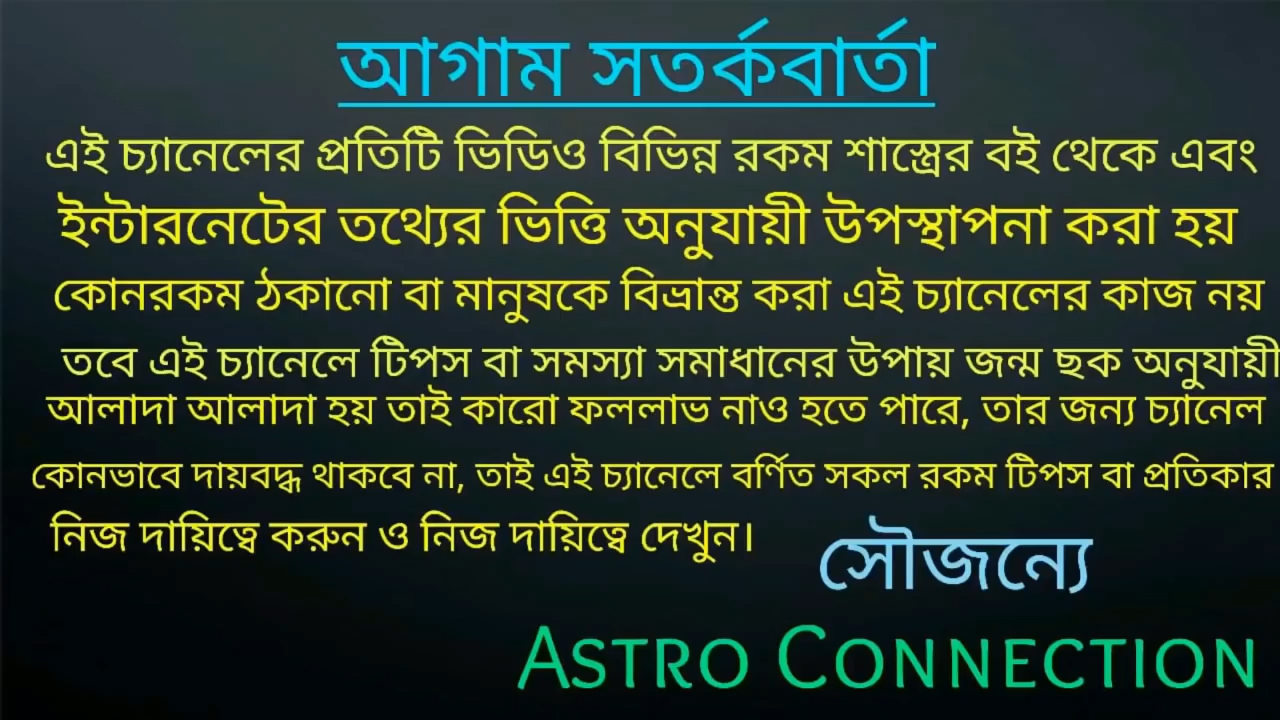 আগাম সতর্কবার্তা
এই চ্যানেলের প্রতিটি ভিডিও বিভিন্ন রকম শাস্ত্রের বই থেকে এবং
ইন্টারনেটের তথ্যের ভিত্তি অনুযায়ী উপস্থাপনা করা হয়
কোনরকম ঠকানো বা মানুষকে বিভ্রান্ত করা এই চ্যানেলের কাজ নয়
তবে এই চ্যানেলে টিপস বা সমস্যা সমাধানের উপায় জন্ম ছক অনুযায়ী
আলাদা আলাদা হয় তাই কারো ফললাভ নাও হতে পারে, তার জন্য চ্যানেল
কোনভাবে দায়বদ্ধ থাকবে না, তাই এই চ্যানেলে বর্ণিত সকল রকম টিপস বা প্রতিকার
নিজ দায়িত্বে করুন ও নিজ দায়িত্বে দেখুন।
সৌজন্যে
ASTRO CONNECTION